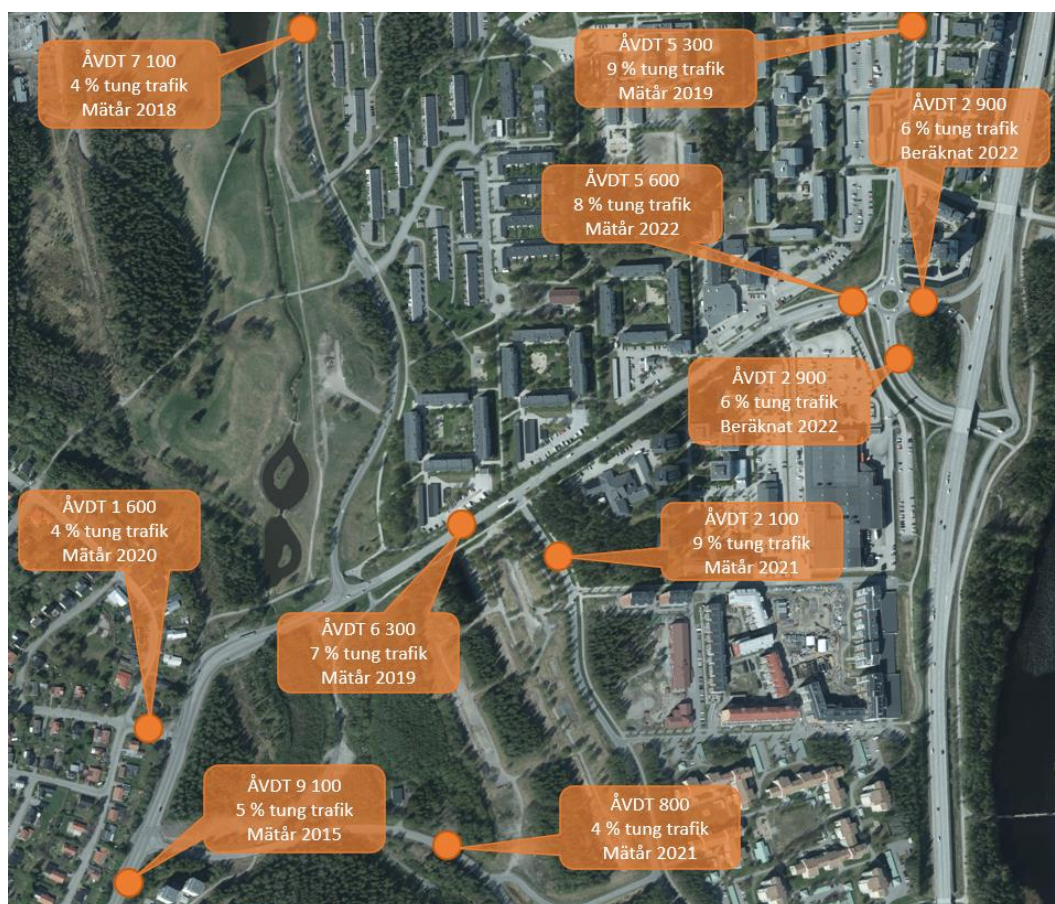 ÅVDT 7 100
4 % tung trafik
Mätår 2018
ÅVDT 5 300
9 % tung trafik
Mätår 2019
ÅVDT 2 900
6 % tung trafik
Beräknat 2022
ÅVDT 5 600
8 % tung trafik
Mätår 2022
ÅVDT 2 900
6 % tung trafik
Beräknat 2022
ÅVDT 1 600
4 % tung trafik
Mätår 2020
ÅVDT 2 100
9 % tung trafik
Mätår 2021
ÅVDT 6 300
7 % tung trafik
Mätår 2019
ÅVDT 9 100
5 % tung trafik
Mätår 2015
ÅVDT 800
4 % tung trafik
Mätår 2021